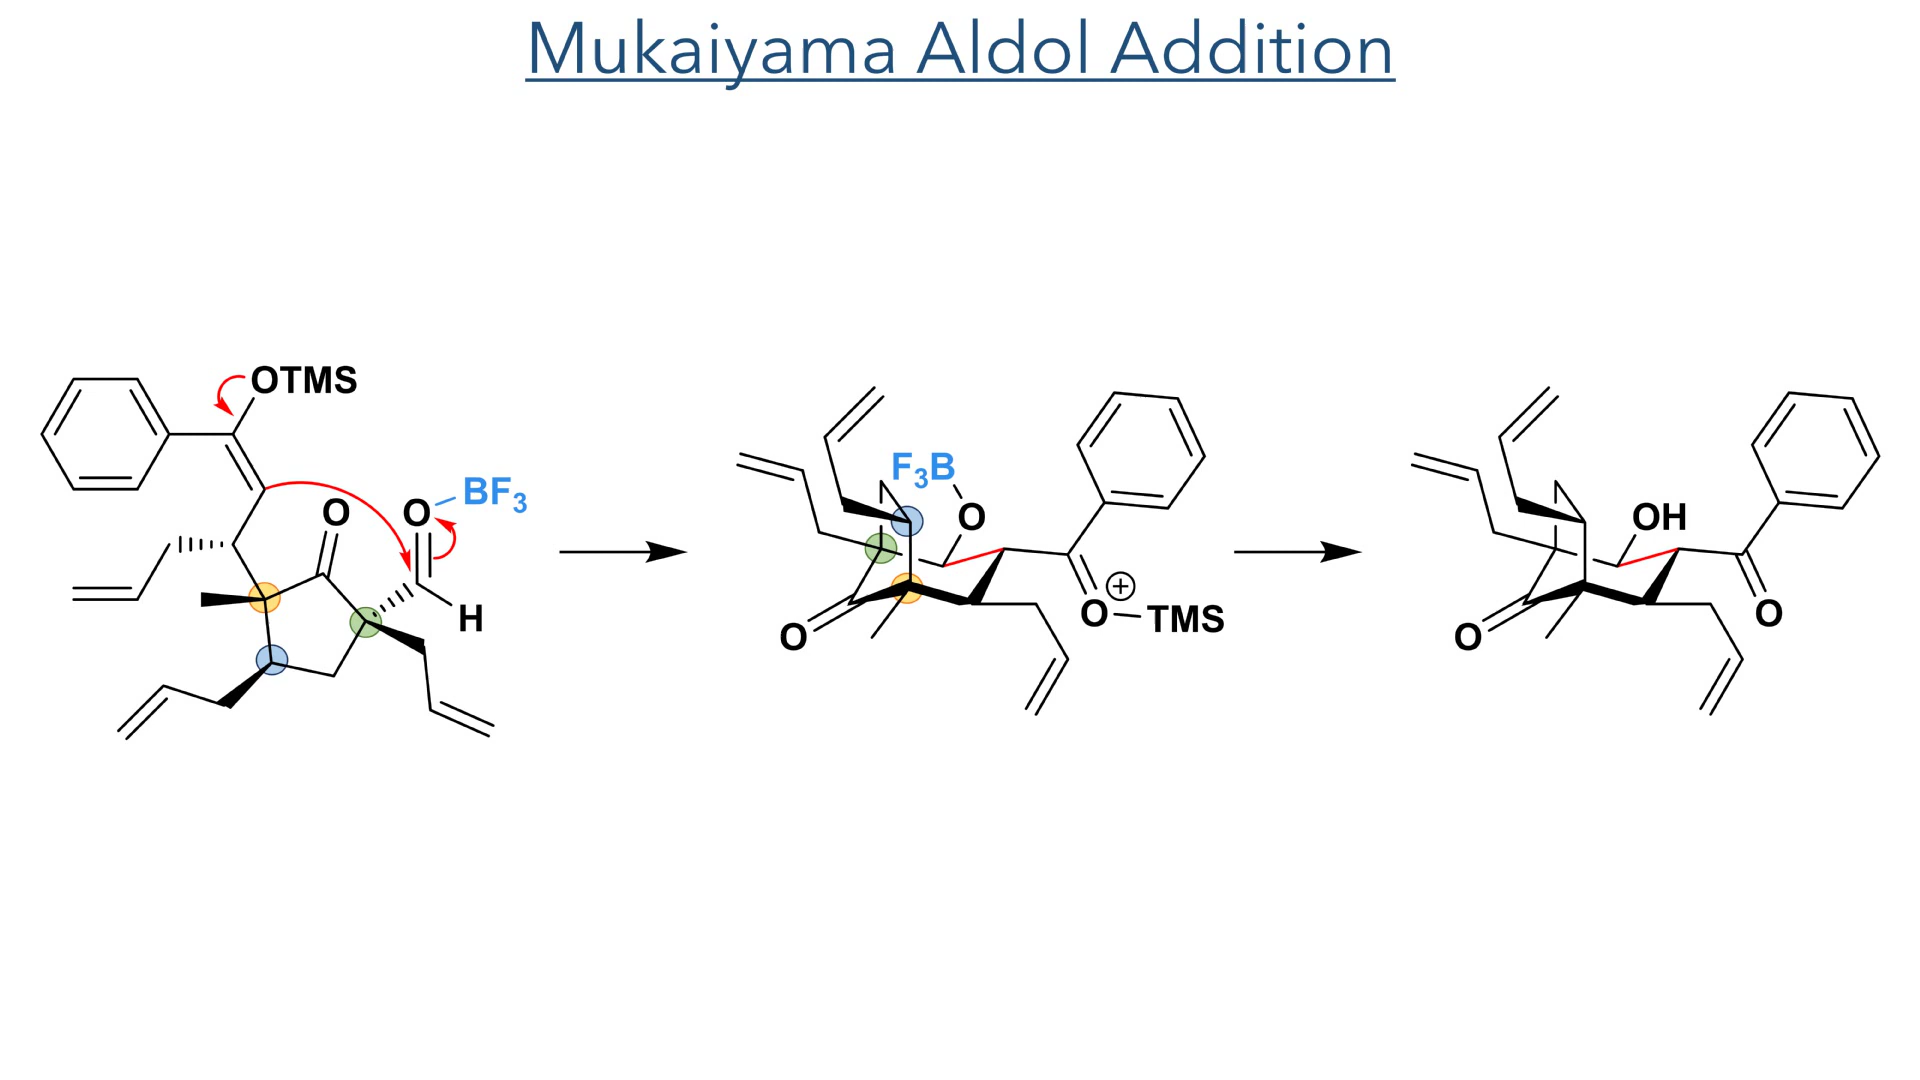 Mukaiyama Aldol Addition
OTMS
O
O
BF3
H
F3B
O
O
O
⊕
TMS
OH
O
O